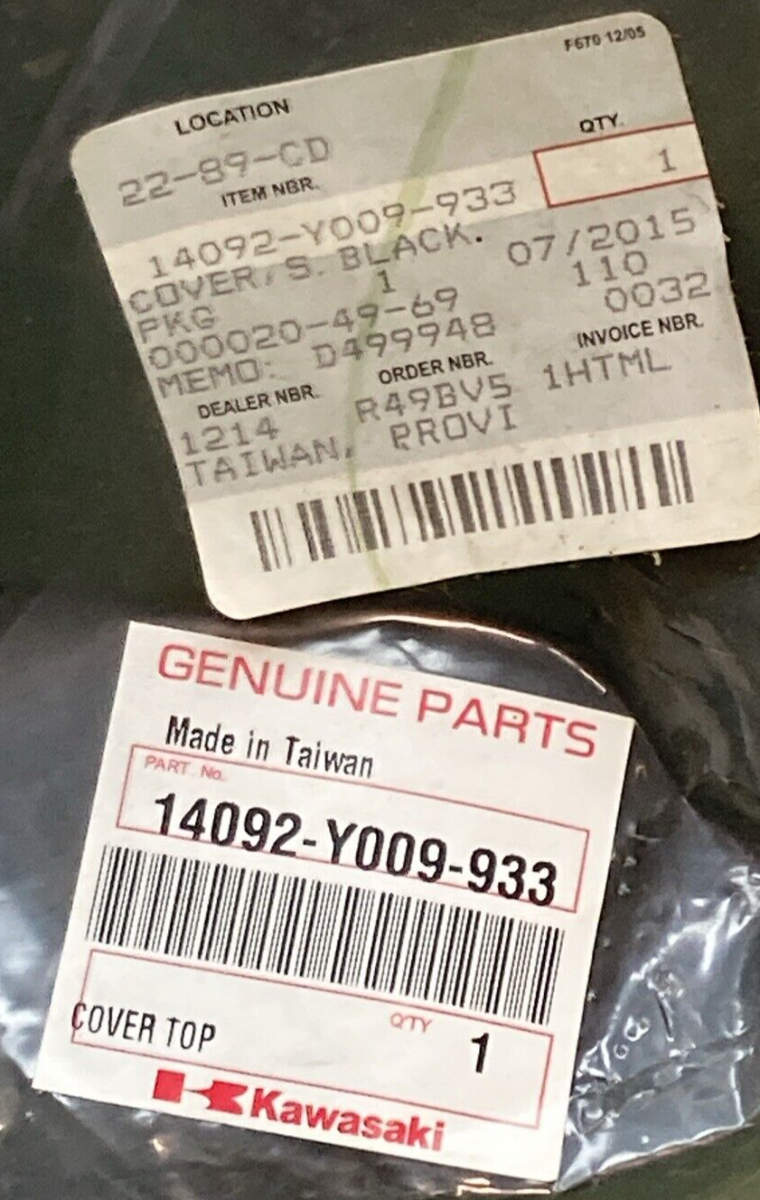 F670 12/05
LOCATION
QTY.
22-89-CD
1
ITEM NBR.
14092-Y009-933
COVER, S. BLACK. 07/2015
PKG 1 110
000020-49-69 0032
MEMO: D499948
DEALER NBR. ORDER NBR. INVOICE NBR.
1214 R49BV5 1HTML
TAIWAN, PROVI
GENUINE PARTS
Made in Taiwan
PART No.
14092-Y009-933
COVER TOP QTY 1
Kawasaki